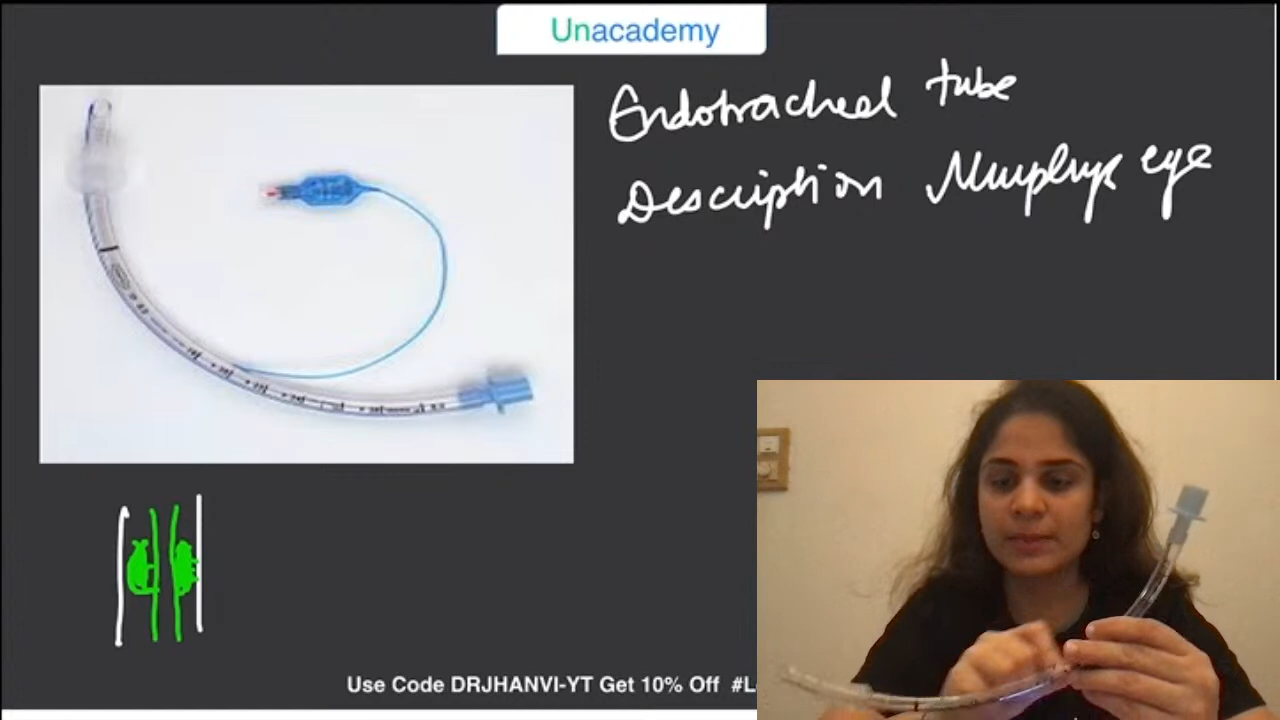 Unacademy
Endotracheal tube
Description Murphys eye
Use Code DRJHANVI-YT Get 10% Off #L